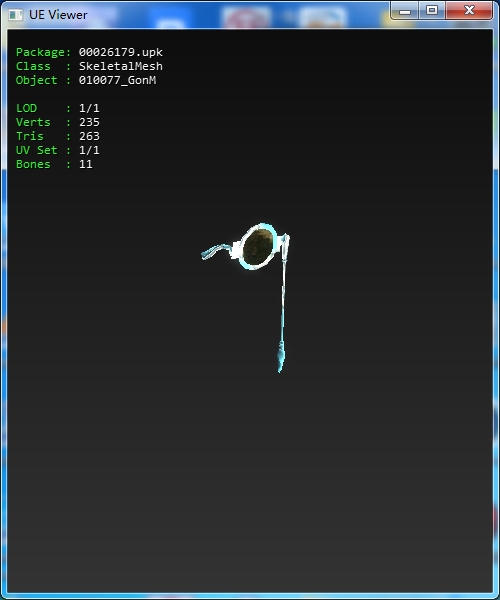 UE Viewer
Package: 00026179.upk
Class  : SkeletalMesh
Object : 010077_GonM
LOD    : 1/1
Verts  : 235
Tris   : 263
UV Set : 1/1
Bones  : 11